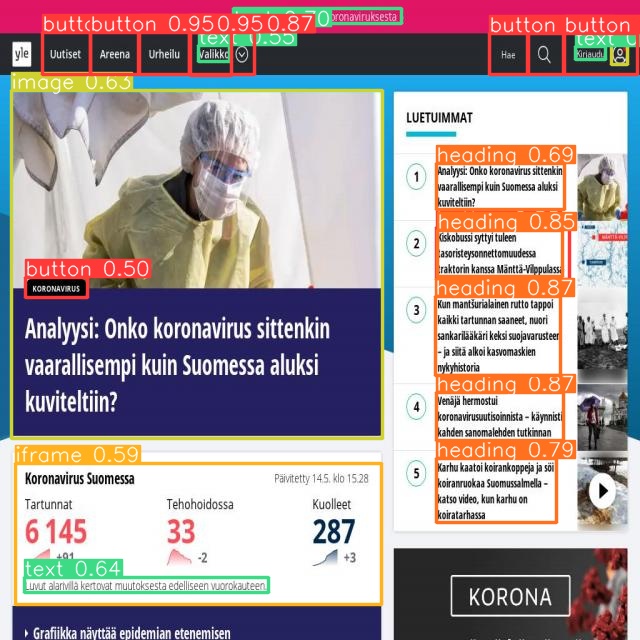 text 0.70
koronaviruksesta
button 0.95
0.95
0.87
text 0.55
button
button
yle
Uutiset
Areena
Urheilu
Valikko
Hae
Kirjaudu
image 0.63
button 0.50
KORONAVIRUS
Analyysi: Onko koronavirus sittenkin
vaarallisempi kuin Suomessa aluksi
kuviteltiin?
iframe 0.59
Koronavirus Suomessa
Päivitetty 14.5. klo 15.28
Tartunnat
Tehohoidossa
Kuolleet
6 145
33
287
+91
-2
+3
text 0.64
Luvut alarivillä kertovat muutoksesta edelliseen vuorokauteen.
Grafiikka näyttää epidemian etenemisen
LUETUIMMAT
heading 0.69
1
Analyysi: Onko koronavirus sittenkin
vaarallisempi kuin Suomessa aluksi
kuviteltiin?
heading 0.85
2
Kiskobussi syttyi tuleen
tasoristeysonnettomuudessa
traktorin kanssa Mänttä-Vilppulassa
heading 0.87
3
Kun mantšurialainen rutto tappoi
kaikki tartunnan saaneet, nuori
sankarilääkäri keksi suojavarusteen
– ja siitä alkoi kasvomaskien
nykyhistoria
heading 0.87
4
Venäjä hermostui
koronavirusuutisoinnista – käynnisti
kahden sanomalehden tutkinnan
heading 0.79
5
Karhu kaatoi koirankoppeja ja söi
koiranruokaa Suomussalmella –
katso video, kun karhu on
koiratarhassa
KORONA